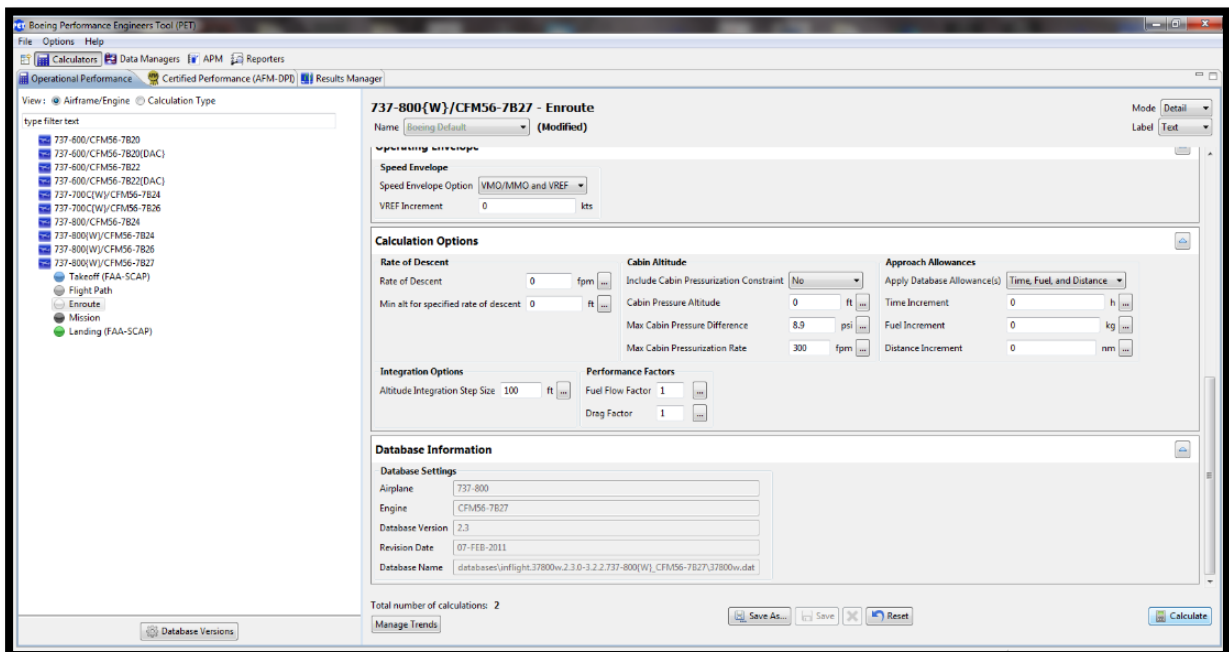 PET Boeing Performance Engineers Tool (PET)
File Options Help
Calculators Data Managers APM Reporters
Operational Performance Certified Performance (AFM-DPI) Results Manager
View: Airframe/Engine Calculation Type
type filter text
737-600/CFM56-7B20
737-600/CFM56-7B20{DAC}
737-600/CFM56-7B22
737-600/CFM56-7B22{DAC}
737-700C{W}/CFM56-7B24
737-700C{W}/CFM56-7B26
737-800/CFM56-7B24
737-800{W}/CFM56-7B24
737-800{W}/CFM56-7B26
737-800{W}/CFM56-7B27
Takeoff (FAA-SCAP)
Flight Path
Enroute
Mission
Landing (FAA-SCAP)
Database Versions
737-800{W}/CFM56-7B27 - Enroute
Mode Detail
Name Boeing Default (Modified)
Label Text
Operating Envelope
Speed Envelope
Speed Envelope Option VMO/MMO and VREF
VREF Increment 0 kts
Calculation Options
Rate of Descent
Rate of Descent 0 fpm ...
Min alt for specified rate of descent 0 ft ...
Cabin Altitude
Include Cabin Pressurization Constraint No
Cabin Pressure Altitude 0 ft ...
Max Cabin Pressure Difference 8.9 psi ...
Max Cabin Pressurization Rate 300 fpm ...
Approach Allowances
Apply Database Allowance(s) Time, Fuel, and Distance
Time Increment 0 h ...
Fuel Increment 0 kg ...
Distance Increment 0 nm ...
Integration Options
Altitude Integration Step Size 100 ft ...
Performance Factors
Fuel Flow Factor 1 ...
Drag Factor 1 ...
Database Information
Database Settings
Airplane 737-800
Engine CFM56-7B27
Database Version 2.3
Revision Date 07-FEB-2011
Database Name databases\inflight.37800w.2.3.0-3.2.2.737-800{W}_CFM56-7B27\37800w.dat
Total number of calculations: 2
Manage Trends
Save As... Save Reset Calculate